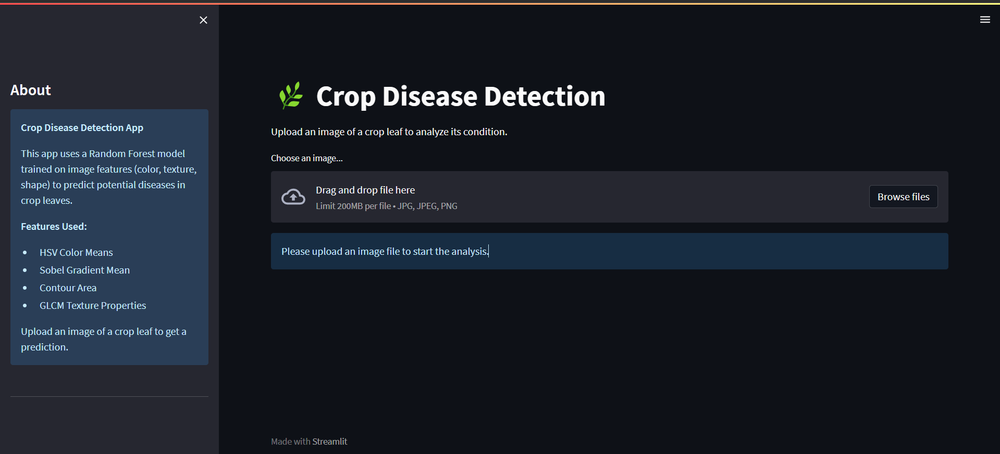 About
Crop Disease Detection App
This app uses a Random Forest model
trained on image features (color, texture,
shape) to predict potential diseases in
crop leaves.
Features Used:
• HSV Color Means
• Sobel Gradient Mean
• Contour Area
• GLCM Texture Properties
Upload an image of a crop leaf to get a
prediction.
Crop Disease Detection
Upload an image of a crop leaf to analyze its condition.
Choose an image...
Drag and drop file here
Limit 200MB per file • JPG, JPEG, PNG
Browse files
Please upload an image file to start the analysis.
Made with Streamlit